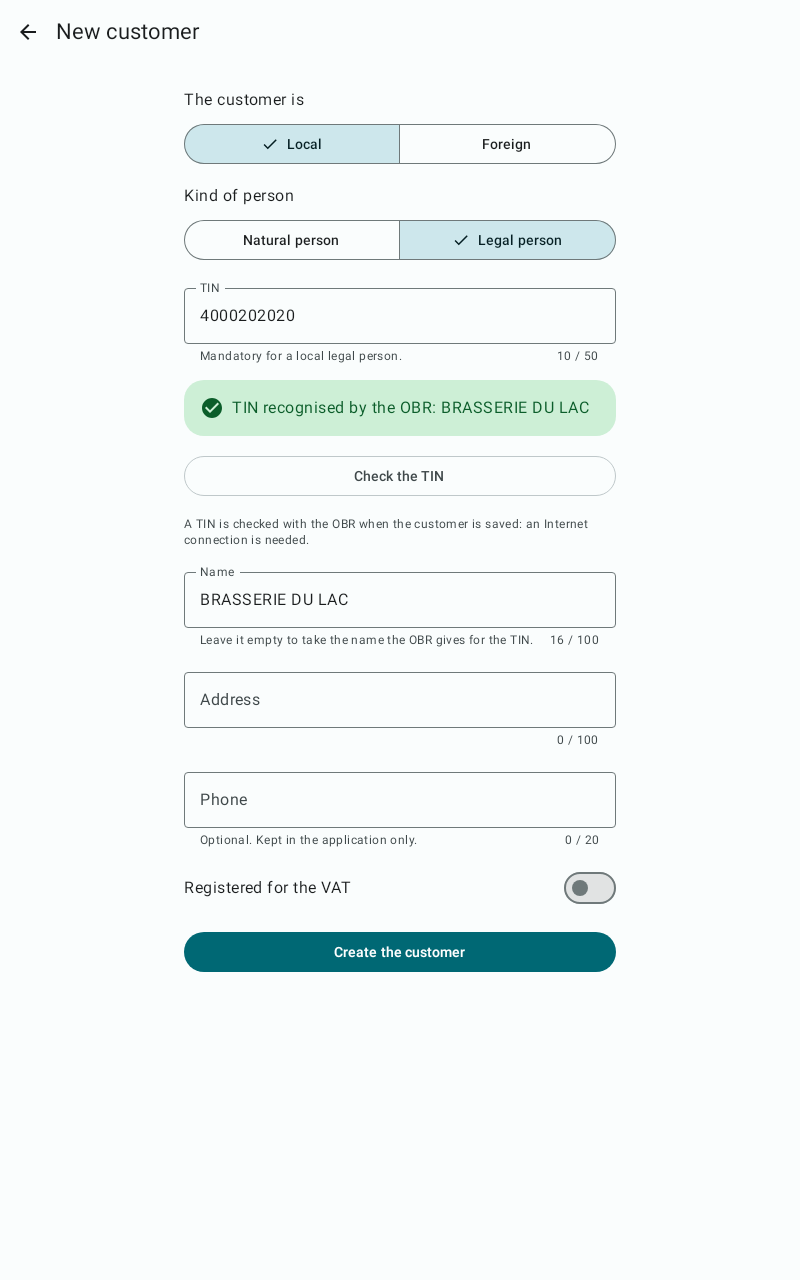 New customer
The customer is
Local
Foreign
Kind of person
Natural person
Legal person
TIN
4000202020
Mandatory for a local legal person.
10 / 50
TIN recognised by the OBR: BRASSERIE DU LAC
Check the TIN
A TIN is checked with the OBR when the customer is saved: an Internet
connection is needed.
Name
BRASSERIE DU LAC
Leave it empty to take the name the OBR gives for the TIN.
16 / 100
Address
0 / 100
Phone
Optional. Kept in the application only.
0 / 20
Registered for the VAT
Create the customer